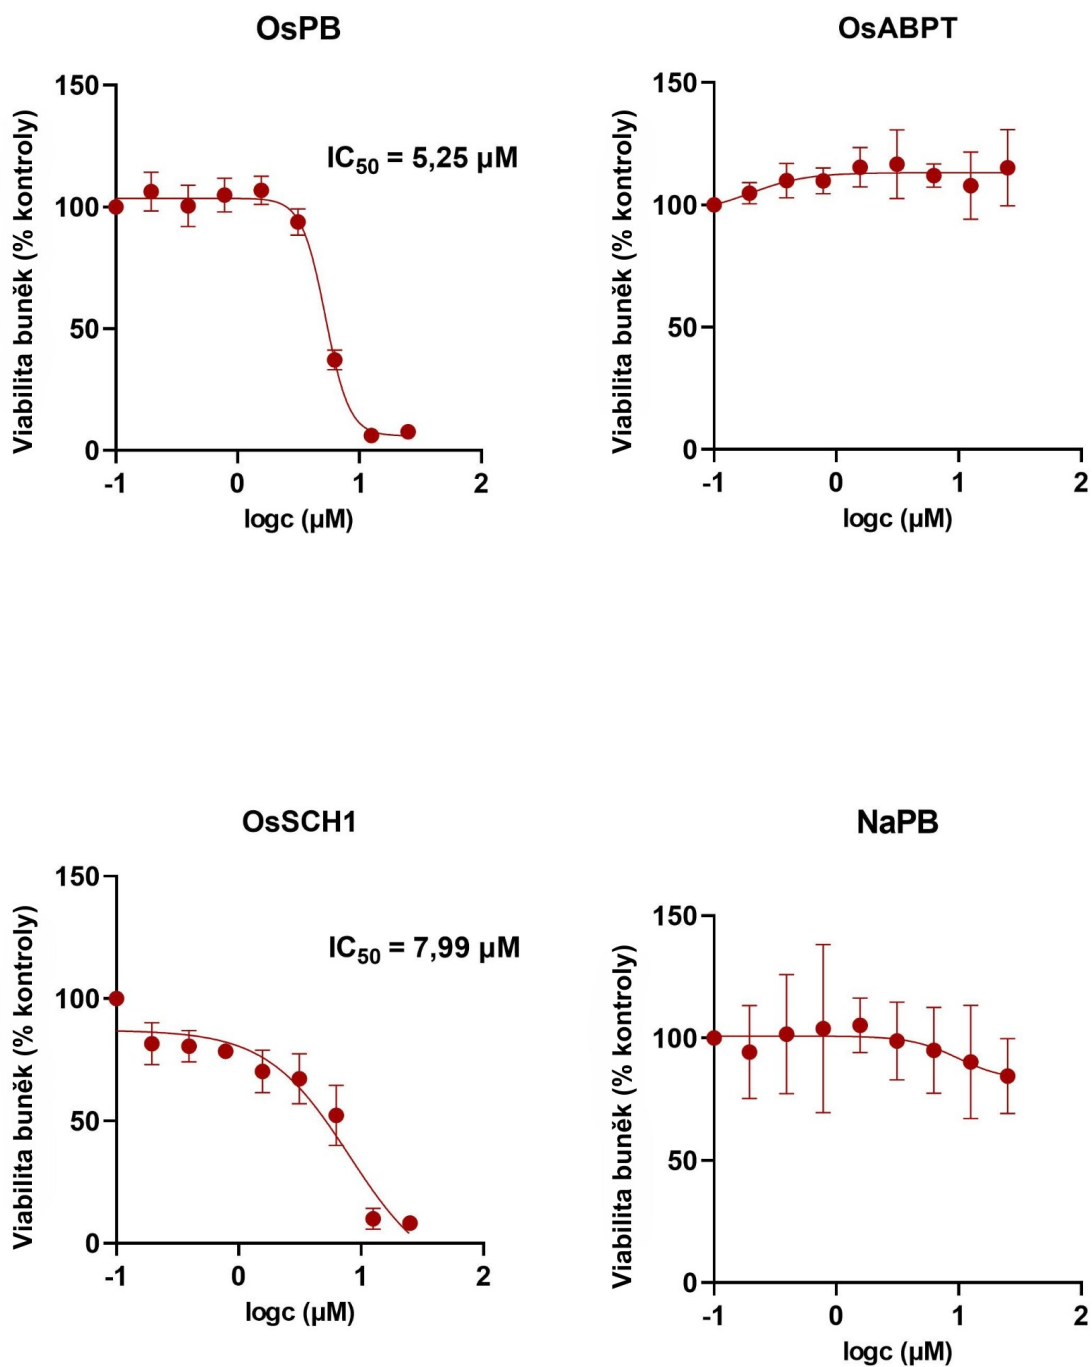 OsPB
Viabilita buněk (% kontroly)
150
100
50
0
IC50 = 5,25 µM
-1 0 1 2
logc (µM)
OsABPT
Viabilita buněk (% kontroly)
150
100
50
0
-1 0 1 2
logc (µM)
OsSCH1
Viabilita buněk (% kontroly)
150
100
50
0
IC50 = 7,99 µM
-1 0 1 2
logc (µM)
NaPB
Viabilita buněk (% kontroly)
150
100
50
0
-1 0 1 2
logc (µM)